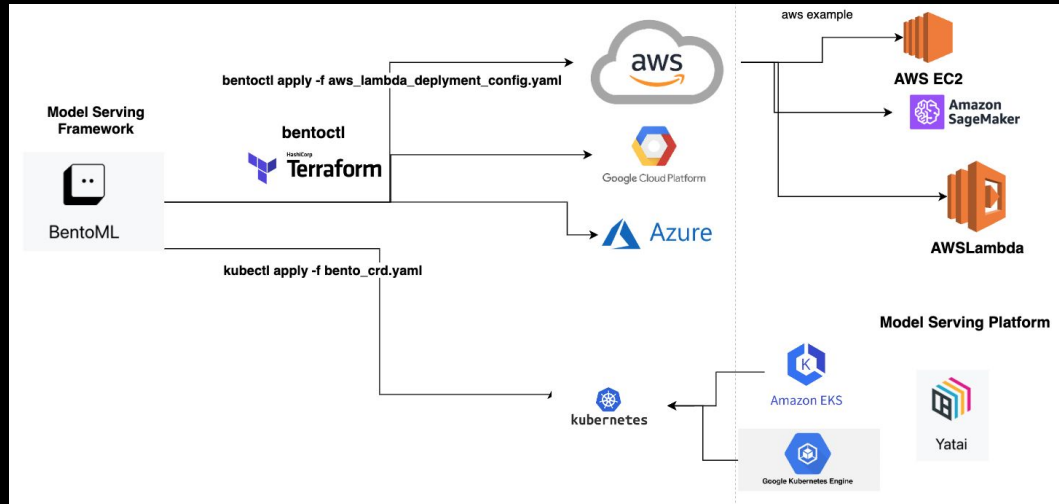 aws example
aws
AWS EC2
bentoctl apply -f aws_lambda_deplyment_config.yaml
Amazon
SageMaker
Model Serving
Framework
bentoctl
HashiCorp
Terraform
Google Cloud Platform
BentoML
Azure
AWSLambda
kubectl apply -f bento_crd.yaml
Model Serving Platform
K
Amazon EKS
kubernetes
Yatai
Google Kubernetes Engine